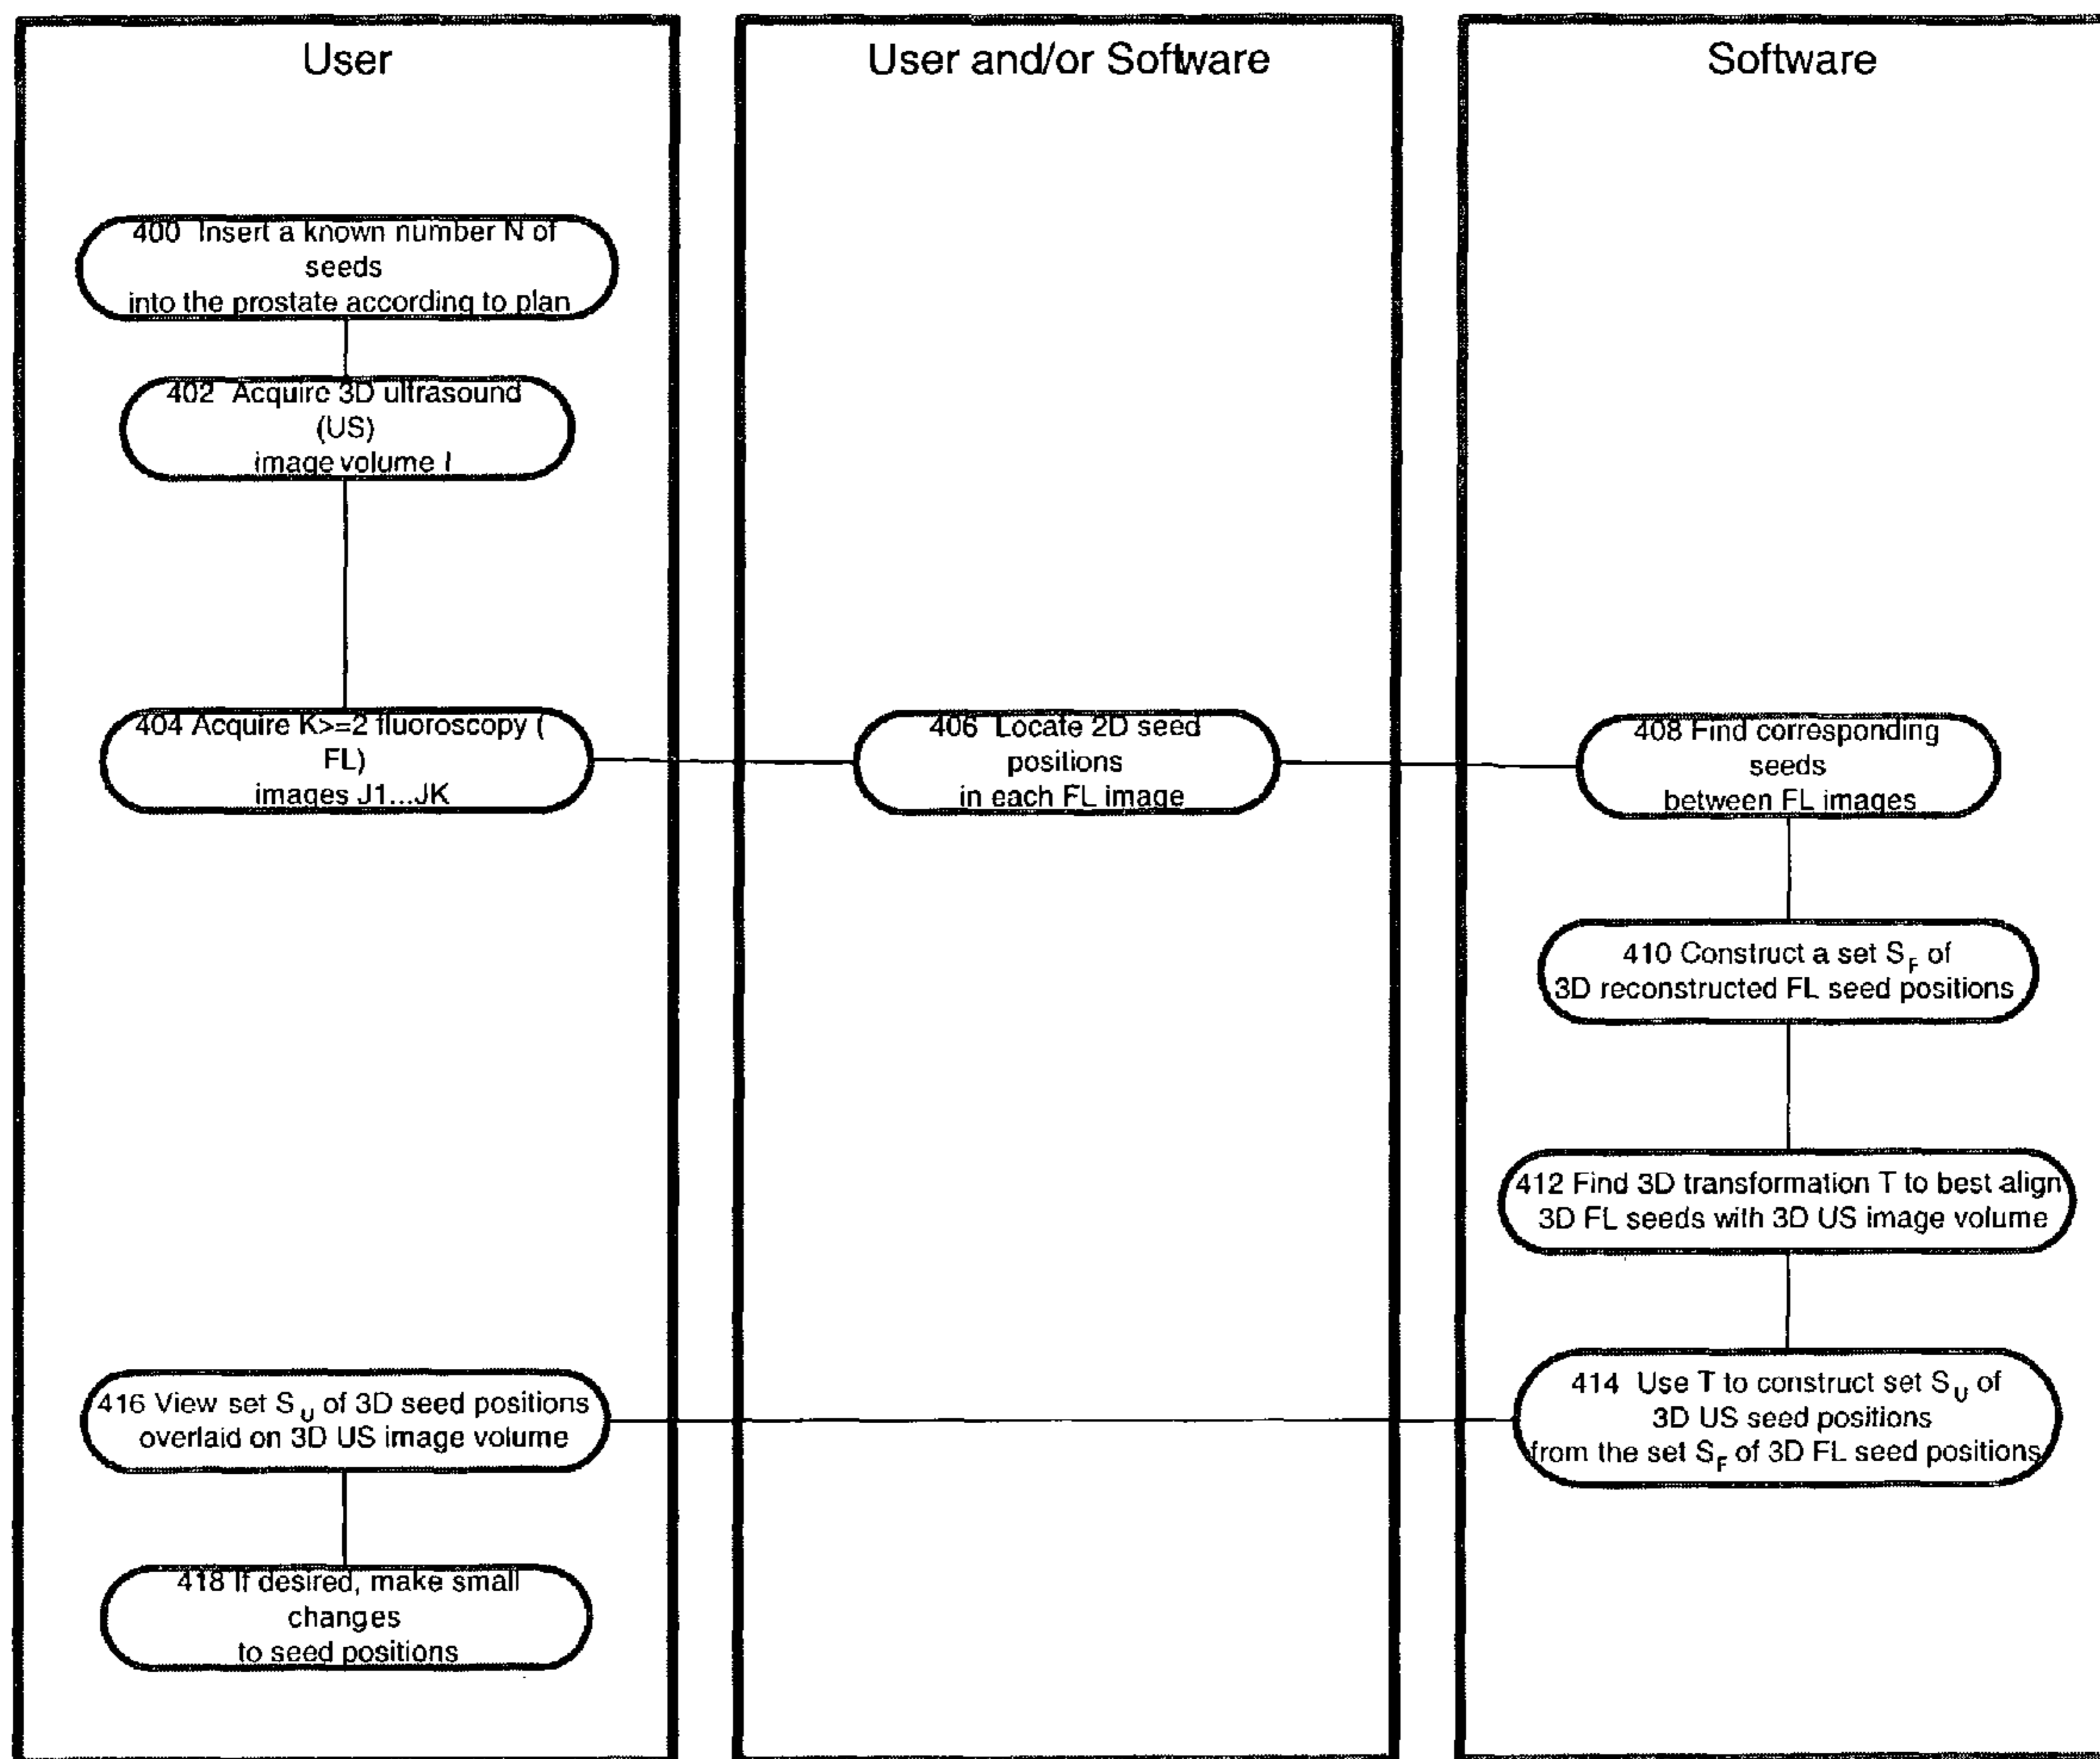 User
User and/or Software
Software
400 Insert a known number N of
seeds
into the prostate according to plan
402 Acquire 3D ultrasound
(US)
image volume I
404 Acquire K>=2 fluoroscopy (
FL)
images J1...JK
406 Locate 2D seed
positions
in each FL image
408 Find corresponding
seeds
between FL images
410 Construct a set S_F of
3D reconstructed FL seed positions
412 Find 3D transformation T to best align
3D FL seeds with 3D US image volume
414 Use T to construct set S_U of
3D US seed positions
from the set S_F of 3D FL seed positions
416 View set S_U of 3D seed positions
overlaid on 3D US image volume
418 If desired, make small
changes
to seed positions